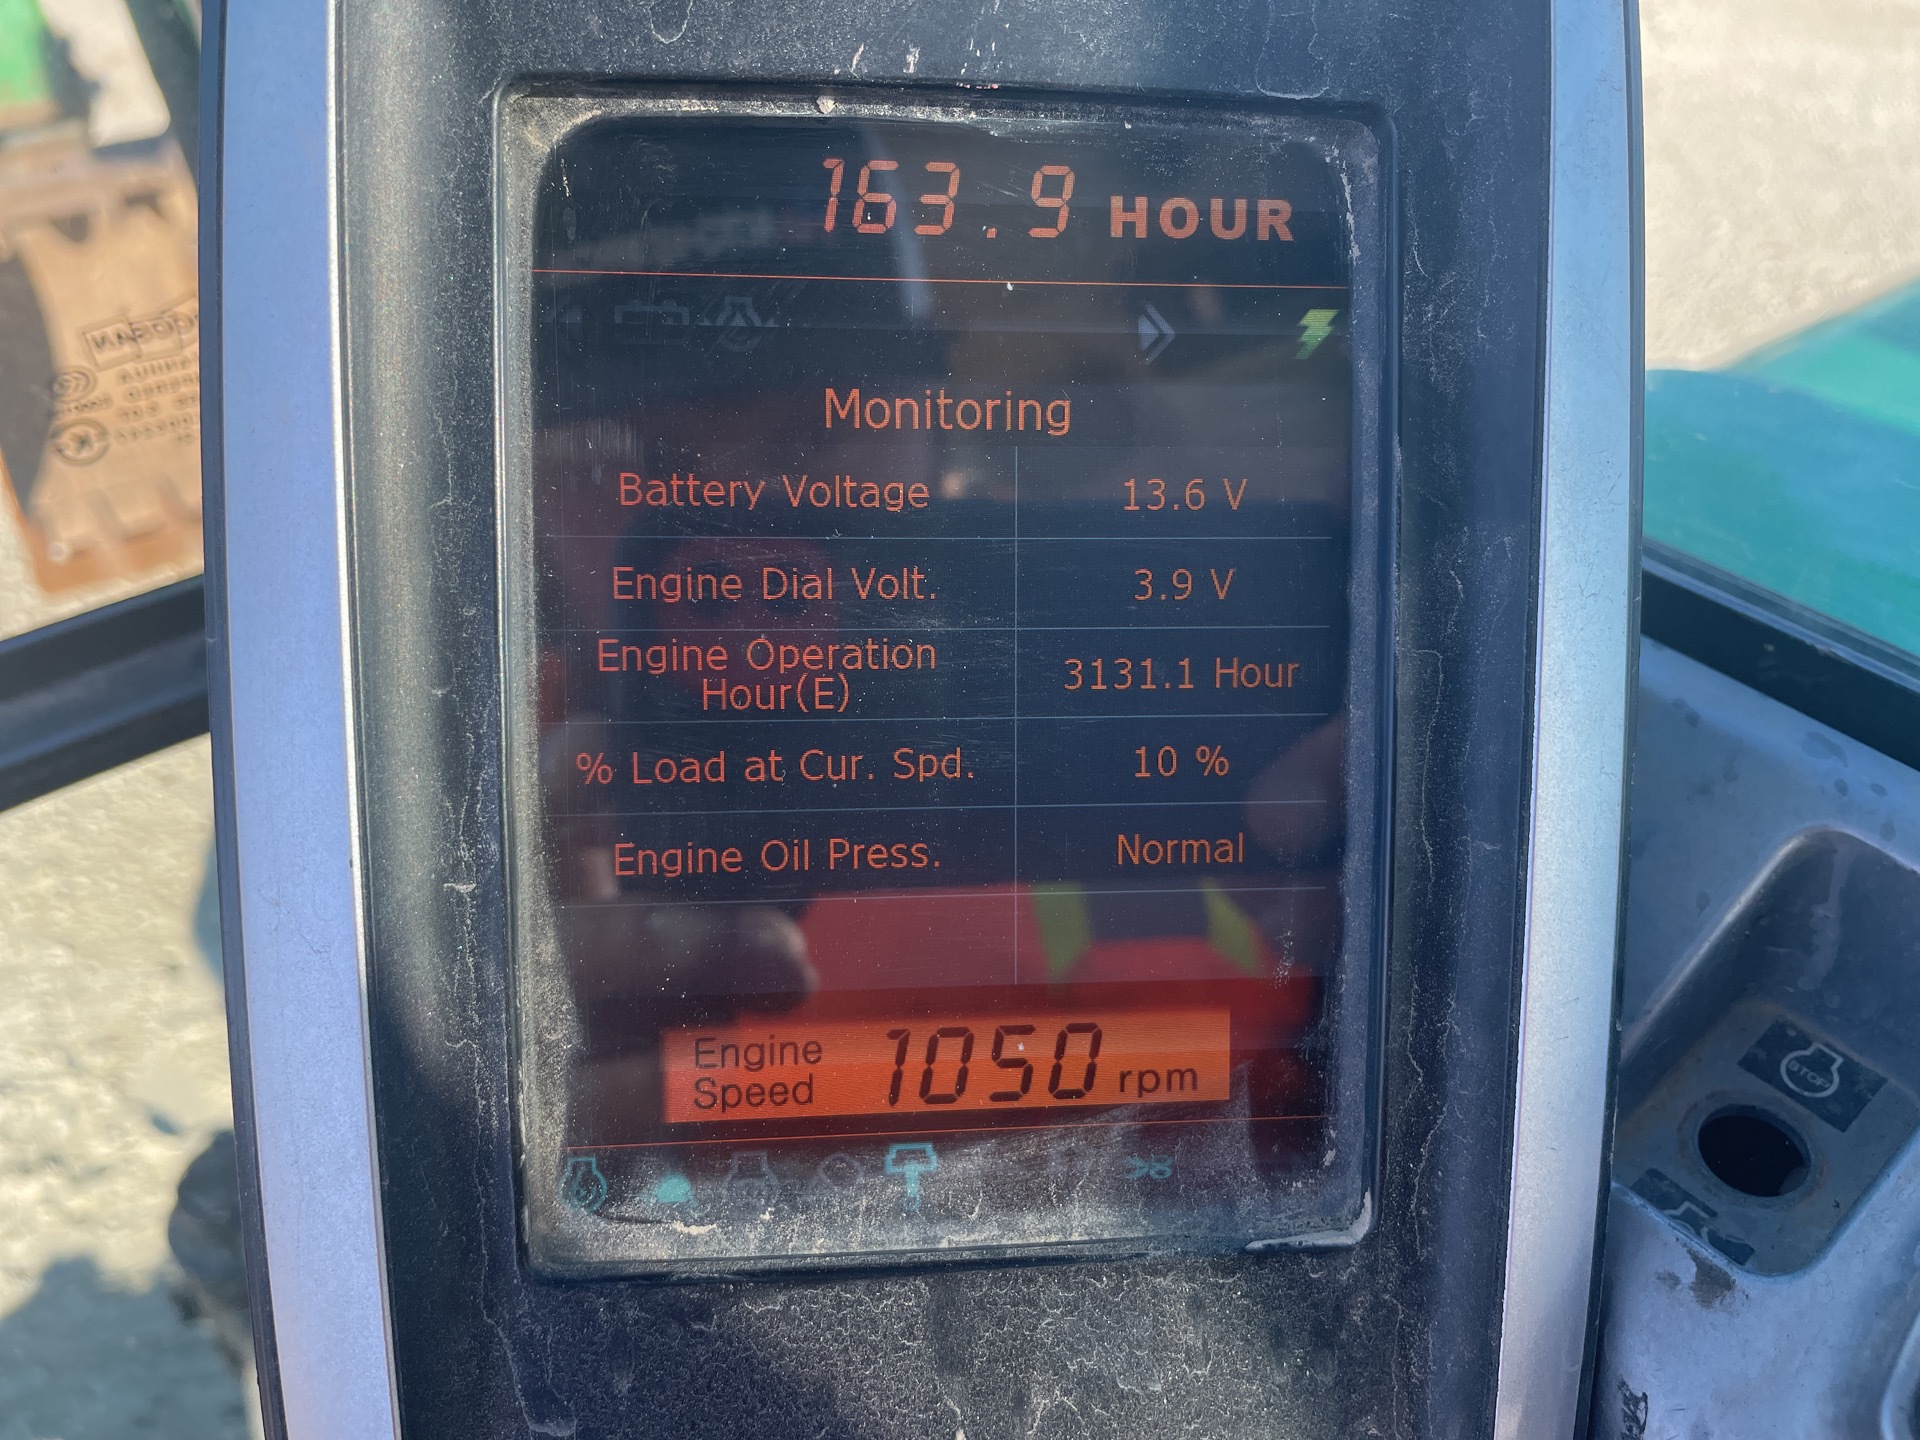 163.9 HOUR
Monitoring
Battery Voltage 13.6 V
Engine Dial Volt. 3.9 V
Engine Operation
Hour(E) 3131.1 Hour
% Load at Cur. Spd. 10 %
Engine Oil Press. Normal
Engine
Speed 1050 rpm
STOP